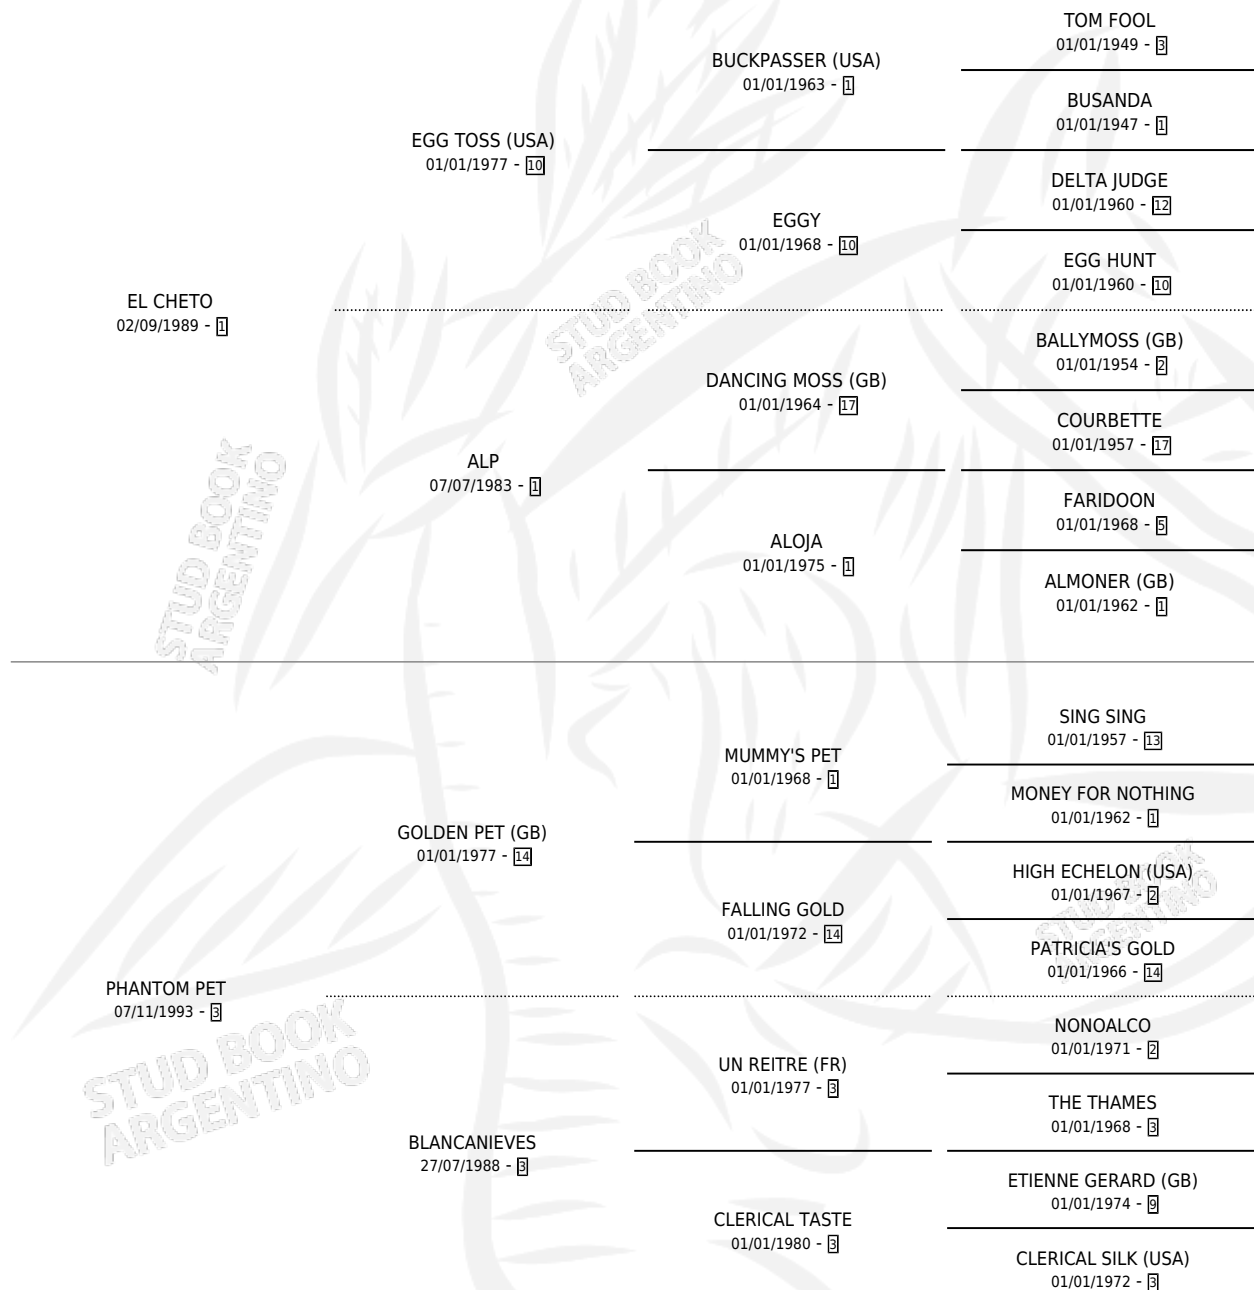 TOM FOOL
01/01/1949 - 3
BUCKPASSER (USA)
01/01/1963 - 1
BUSANDA
01/01/1947 - 1
EGG TOSS (USA)
01/01/1977 - 10
DELTA JUDGE
01/01/1960 - 12
EGGY
01/01/1968 - 10
EGG HUNT
01/01/1960 - 10
EL CHETO
02/09/1989 - 1
STUD BOOK
ARGENTINO
BALLYMOSS (GB)
01/01/1954 - 2
DANCING MOSS (GB)
01/01/1964 - 17
COURBETTE
01/01/1957 - 17
ALP
07/07/1983 - 1
FARIDOON
01/01/1968 - 5
ALOJA
01/01/1975 - 1
ALMONER (GB)
01/01/1962 - 1
STUD BOOK
ARGENTINO
SING SING
01/01/1957 - 13
MUMMY'S PET
01/01/1968 - 1
MONEY FOR NOTHING
01/01/1962 - 1
GOLDEN PET (GB)
01/01/1977 - 14
HIGH ECHELON (USA)
01/01/1967 - 2
FALLING GOLD
01/01/1972 - 14
PATRICIA'S GOLD
01/01/1966 - 14
STUD BOOK
ARGENTINO
PHANTOM PET
07/11/1993 - 3
NONOALCO
01/01/1971 - 2
UN REITRE (FR)
01/01/1977 - 3
THE THAMES
01/01/1968 - 3
STUD BOOK
ARGENTINO
BLANCANIEVES
27/07/1988 - 3
ETIENNE GERARD (GB)
01/01/1974 - 9
CLERICAL TASTE
01/01/1980 - 3
CLERICAL SILK (USA)
01/01/1972 - 3